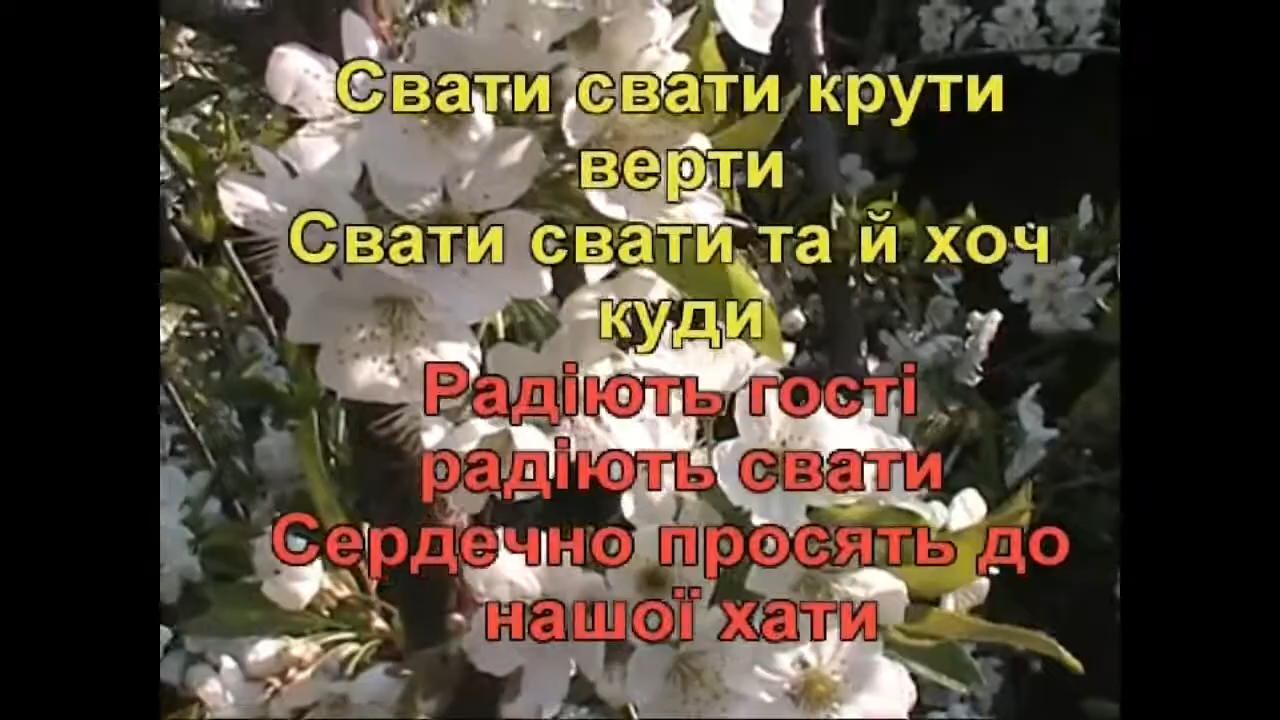 Свати свати крути
верти
Свати свати та й хоч
куди
Радіють гості
радіють свати
Сердечно просять до
нашої хати